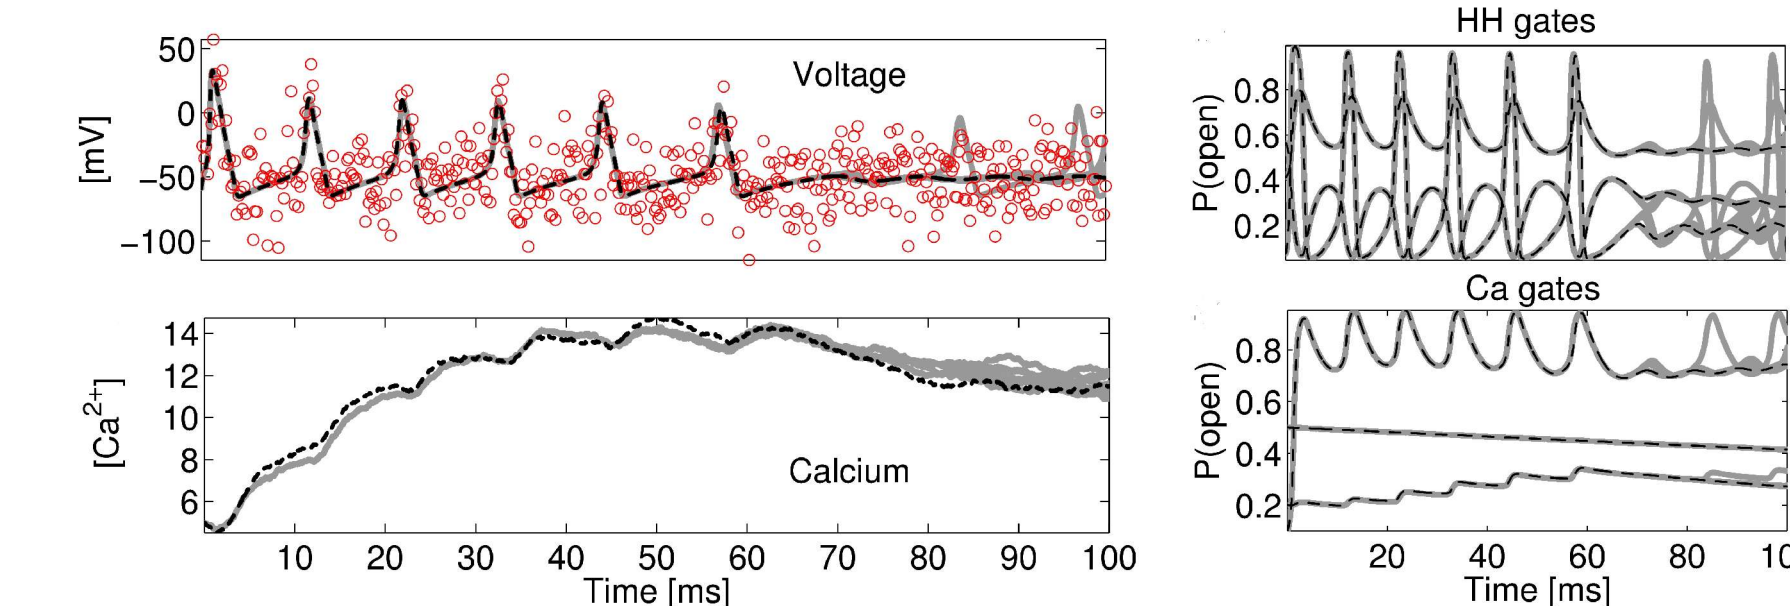 HH gates
50
0
−50
−100
[mV]
Voltage
0.8
0.6
0.4
0.2
P(open)
Ca gates
14
12
10
8
6
[Ca2+]
Calcium
10 20 30 40 50 60 70 80 90 100
Time [ms]
0.8
0.6
0.4
0.2
P(open)
20 40 60 80 10
Time [ms]